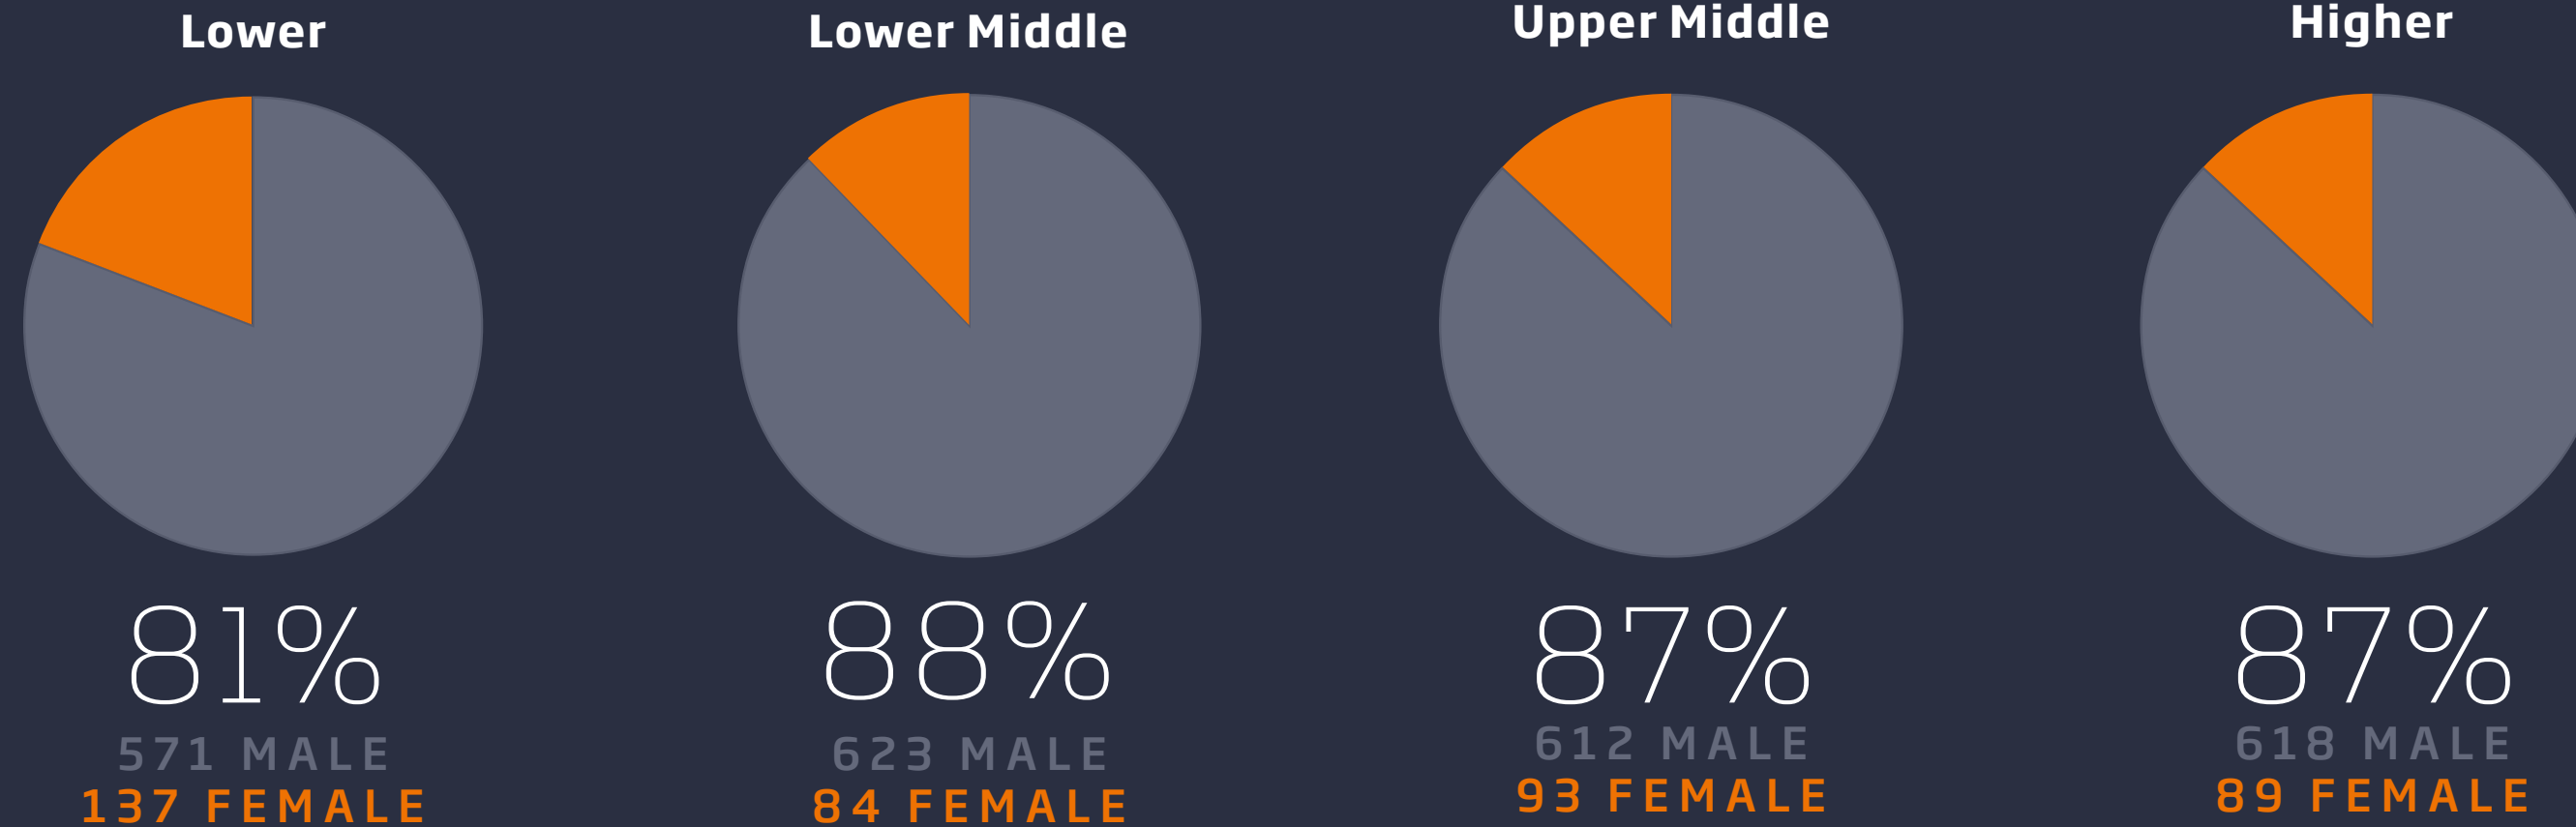 Lower
81%
571 MALE
137 FEMALE
Lower Middle
88%
623 MALE
84 FEMALE
Upper Middle
87%
612 MALE
93 FEMALE
Higher
87%
618 MALE
89 FEMALE